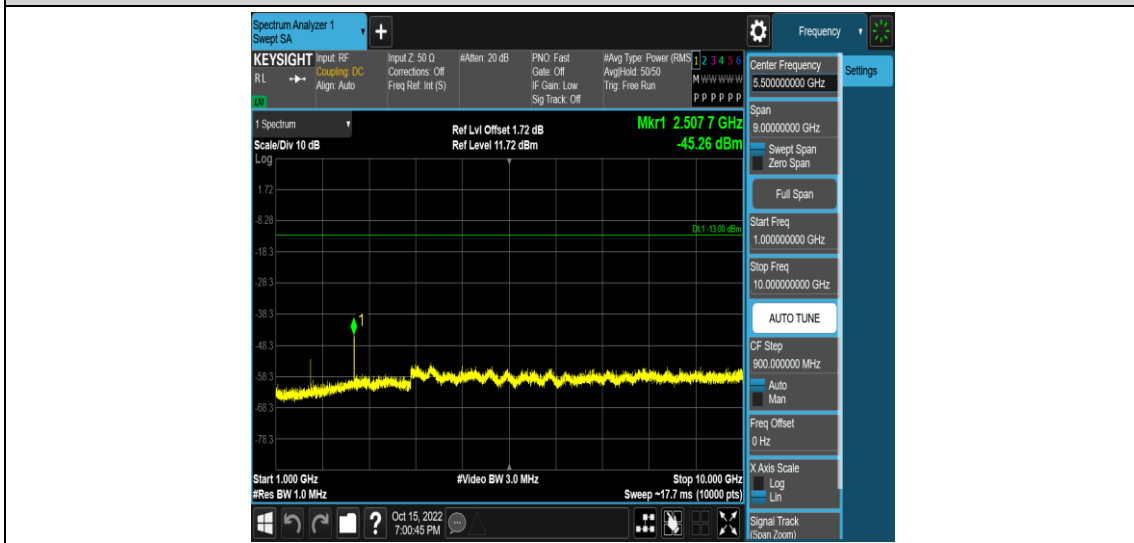 Spectrum Analyzer 1
Swept SA
Frequency
KEYSIGHT
RL
LXI
Input: RF
Coupling: DC
Align: Auto
Input Z: 50 Ω
Corrections: Off
Freq Ref: Int (S)
#Atten: 20 dB
PNO: Fast
Gate: Off
IF Gain: Low
Sig Track: Off
#Avg Type: Power (RMS
Avg|Hold: 50/50
Trig: Free Run
1 2 3 4 5 6
M W W W W W
P P P P P P
1 Spectrum
Scale/Div 10 dB
Ref Lvl Offset 1.72 dB
Ref Level 11.72 dBm
Mkr1 2.507 7 GHz
-45.26 dBm
Log
1.72
-8.28
DL1 -13.00 dBm
-18.3
-28.3
-38.3
1
-48.3
-58.3
-68.3
-78.3
Start 1.000 GHz
#Res BW 1.0 MHz
#Video BW 3.0 MHz
Stop 10.000 GHz
Sweep ~17.7 ms (10000 pts)
Oct 15, 2022
7:00:45 PM
Center Frequency
5.500000000 GHz
Settings
Span
9.00000000 GHz
Swept Span
Zero Span
Full Span
Start Freq
1.000000000 GHz
Stop Freq
10.000000000 GHz
AUTO TUNE
CF Step
900.000000 MHz
Auto
Man
Freq Offset
0 Hz
X Axis Scale
Log
Lin
Signal Track
(Span Zoom)